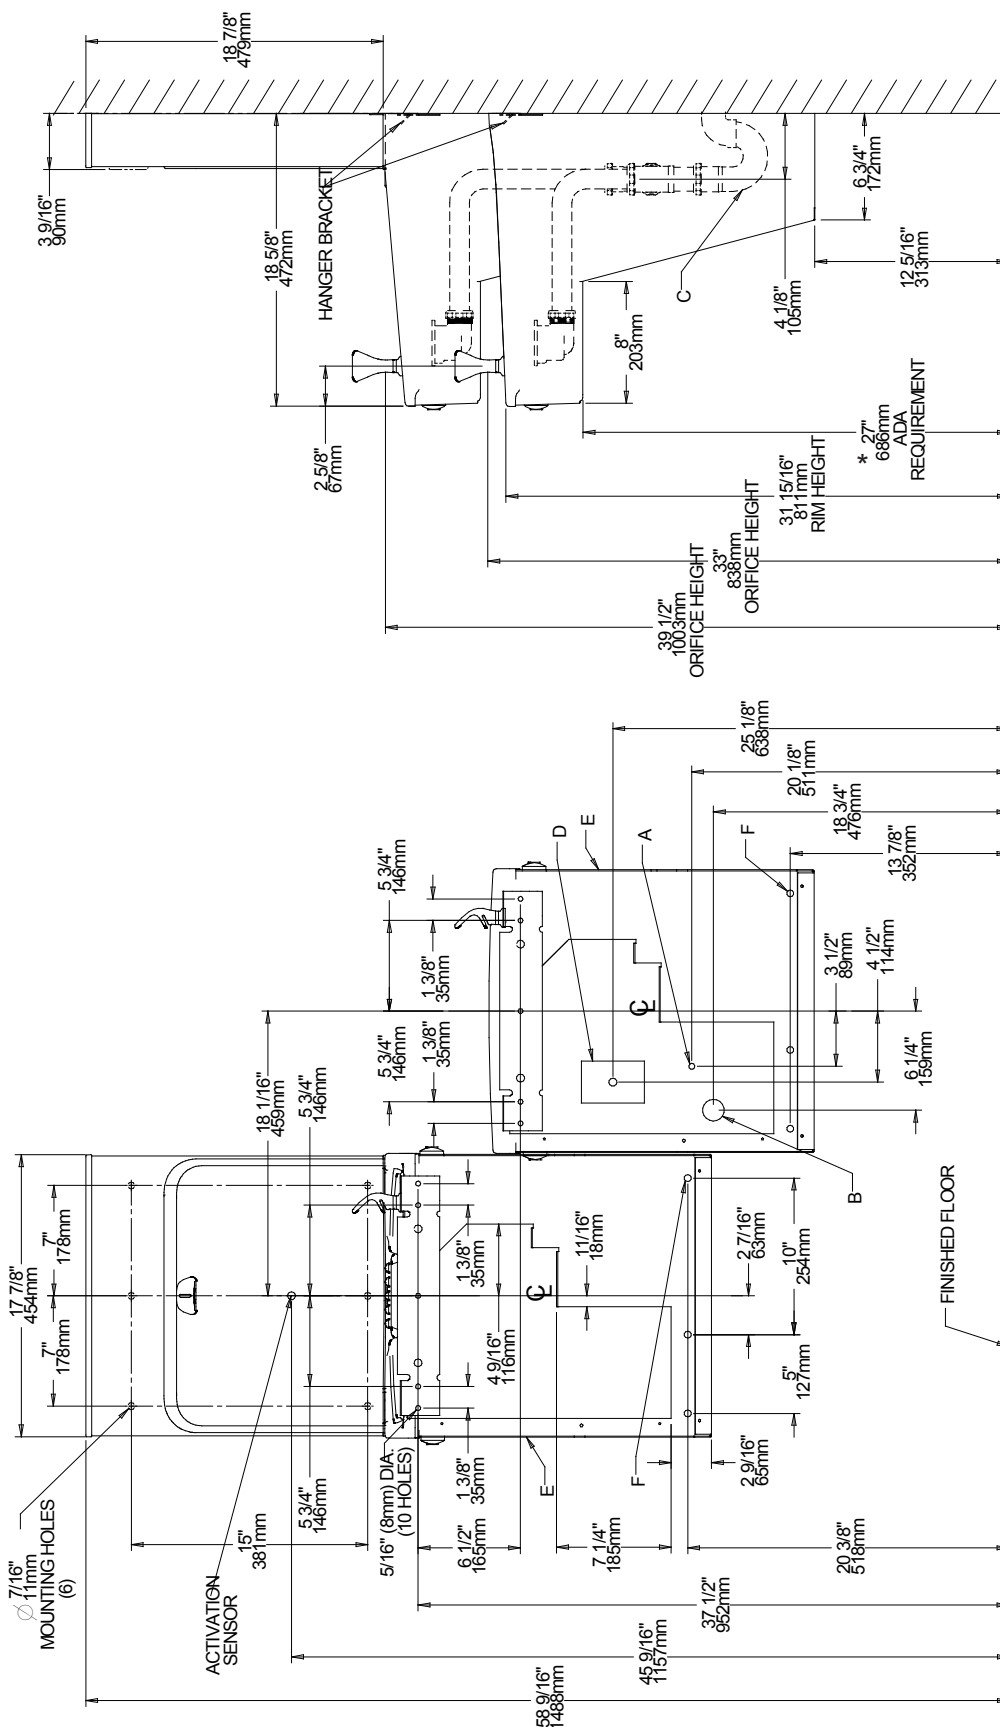 18 7/8"
479mm
3 9/16"
90mm
18 5/8"
472mm
HANGER BRACKET
2 5/8"
67mm
6 3/4"
172mm
12 5/16"
313mm
C
4 1/8"
105mm
8"
203mm
* 27"
686mm
ADA
REQUIREMENT
31 15/16"
811mm
RIM HEIGHT
33"
838mm
ORIFICE HEIGHT
39 1/2"
1003mm
ORIFICE HEIGHT
25 1/8"
638mm
20 1/8"
511mm
18 3/4"
476mm
13 7/8"
352mm
D
E
A
F
5 3/4"
146mm
1 3/8"
35mm
5 3/4"
146mm
1 3/8"
35mm
CL
3 1/2"
89mm
4 1/2"
114mm
6 1/4"
159mm
B
18 1/16"
459mm
5 3/4"
146mm
17 7/8"
454mm
7"
178mm
7"
178mm
1 3/8"
35mm
11/16"
18mm
CL
4 9/16"
116mm
2 7/16"
63mm
10"
254mm
5"
127mm
FINISHED FLOOR
∅ 7/16"
11mm
MOUNTING HOLES
(6)
15"
381mm
5 3/4"
146mm
5/16" (8mm) DIA.
(10 HOLES)
1 3/8"
35mm
E
F
2 9/16"
65mm
ACTIVATION
SENSOR
6 1/2"
165mm
7 1/4"
185mm
20 3/8"
518mm
37 1/2"
952mm
45 9/16"
1157mm
58 9/16"
1488mm